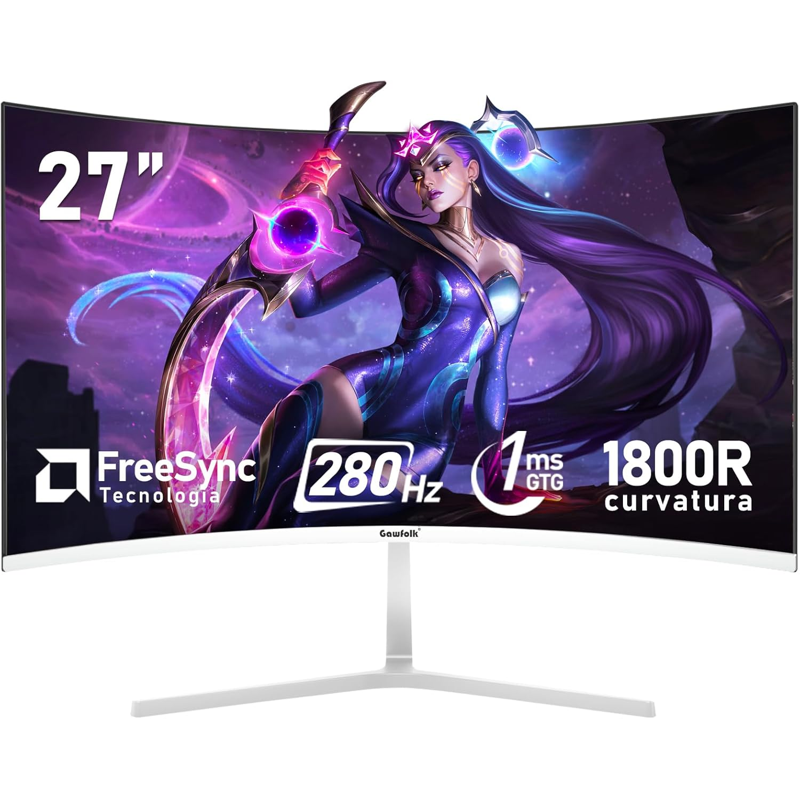 27”
FreeSync
Tecnologia
280Hz
1ms
GTG
1800R
curvatura
Gawfolk®